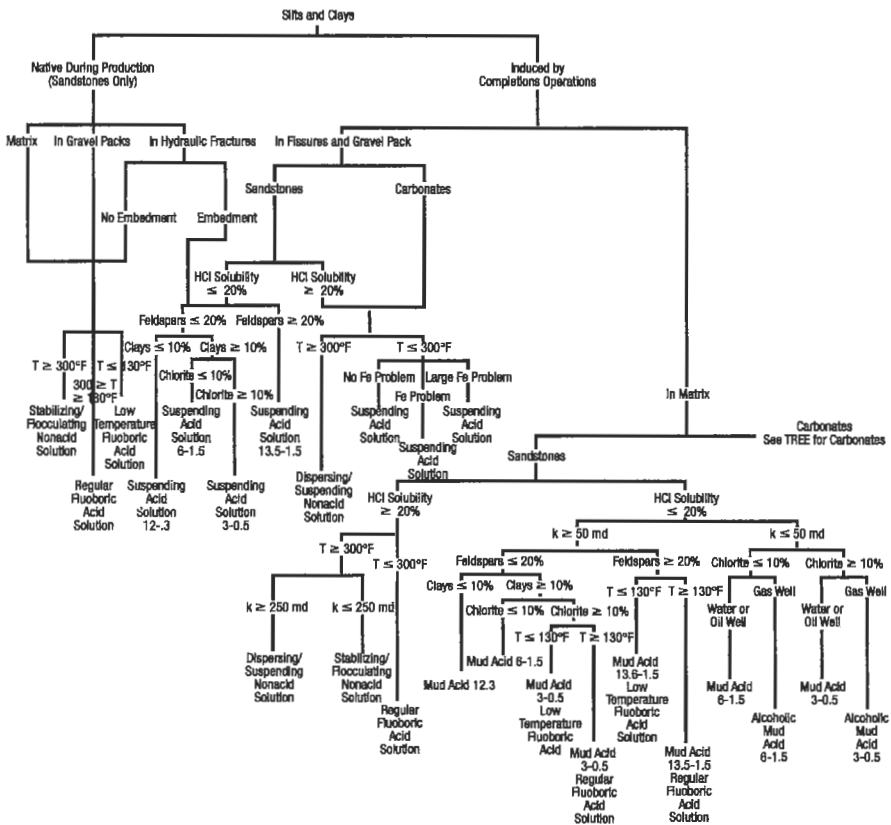 Silts and Clays
Native During Production
(Sandstones Only)
Induced by
Completions Operations
Matrix
In Gravel Packs
In Hydraulic Fractures
In Fissures and Gravel Pack
Sandstones
Carbonates
No Embedment
Embedment
HCl Solubility
≤ 20%
HCl Solubility
≥ 20%
Feldspars ≤ 20%
Feldspars ≥ 20%
Clays ≤ 10%
Clays ≥ 10%
T ≥ 300°F
T ≤ 300°F
T ≥ 300°F
T ≤ 130°F
300 ≥ T
≥ 130°F
Chlorite ≤ 10%
Chlorite ≥ 10%
No Fe Problem
Large Fe Problem
Fe Problem
In Matrix
Stabilizing/
Flocculating
Nonacid
Solution
Low
Temperature
Fluoboric
Acid
Solution
Suspending
Acid
Solution
6-1.5
Suspending
Acid
Solution
13.5-1.5
Suspending
Acid
Solution
Suspending
Acid
Solution
Suspending
Acid
Solution
Carbonates
See TREE for Carbonates
Sandstones
Regular
Fluoboric
Acid
Solution
Suspending
Acid
Solution
12-.3
Suspending
Acid
Solution
3-0.5
Dispersing/
Suspending
Nonacid
Solution
HCl Solubility
≥ 20%
HCl Solubility
≤ 20%
k ≥ 50 md
k ≤ 50 md
T ≥ 300°F
T ≤ 300°F
Feldspars ≤ 20%
Feldspars ≥ 20%
Chlorite ≤ 10%
Chlorite ≥ 10%
Clays ≤ 10%
Clays ≥ 10%
T ≤ 130°F
T ≥ 130°F
Water or
Oil Well
Gas Well
Water or
Oil Well
Gas Well
k ≥ 250 md
k ≤ 250 md
Chlorite ≤ 10%
Chlorite ≥ 10%
T ≤ 130°F
T ≥ 130°F
Dispersing/
Suspending
Nonacid
Solution
Stabilizing/
Flocculating
Nonacid
Solution
Regular
Fluoboric
Acid
Solution
Mud Acid 12.3
Mud Acid 6-1.5
Mud Acid
3-0.5
Low
Temperature
Fluoboric
Acid
Mud Acid
3-0.5
Regular
Fluoboric
Acid
Solution
Mud Acid
13.6-1.5
Low
Temperature
Fluoboric
Acid
Solution
Mud Acid
13.5-1.5
Regular
Fluoboric
Acid
Solution
Mud Acid
6-1.5
Alcoholic
Mud
Acid
6-1.5
Mud Acid
3-0.5
Alcoholic
Mud
Acid
3-0.5